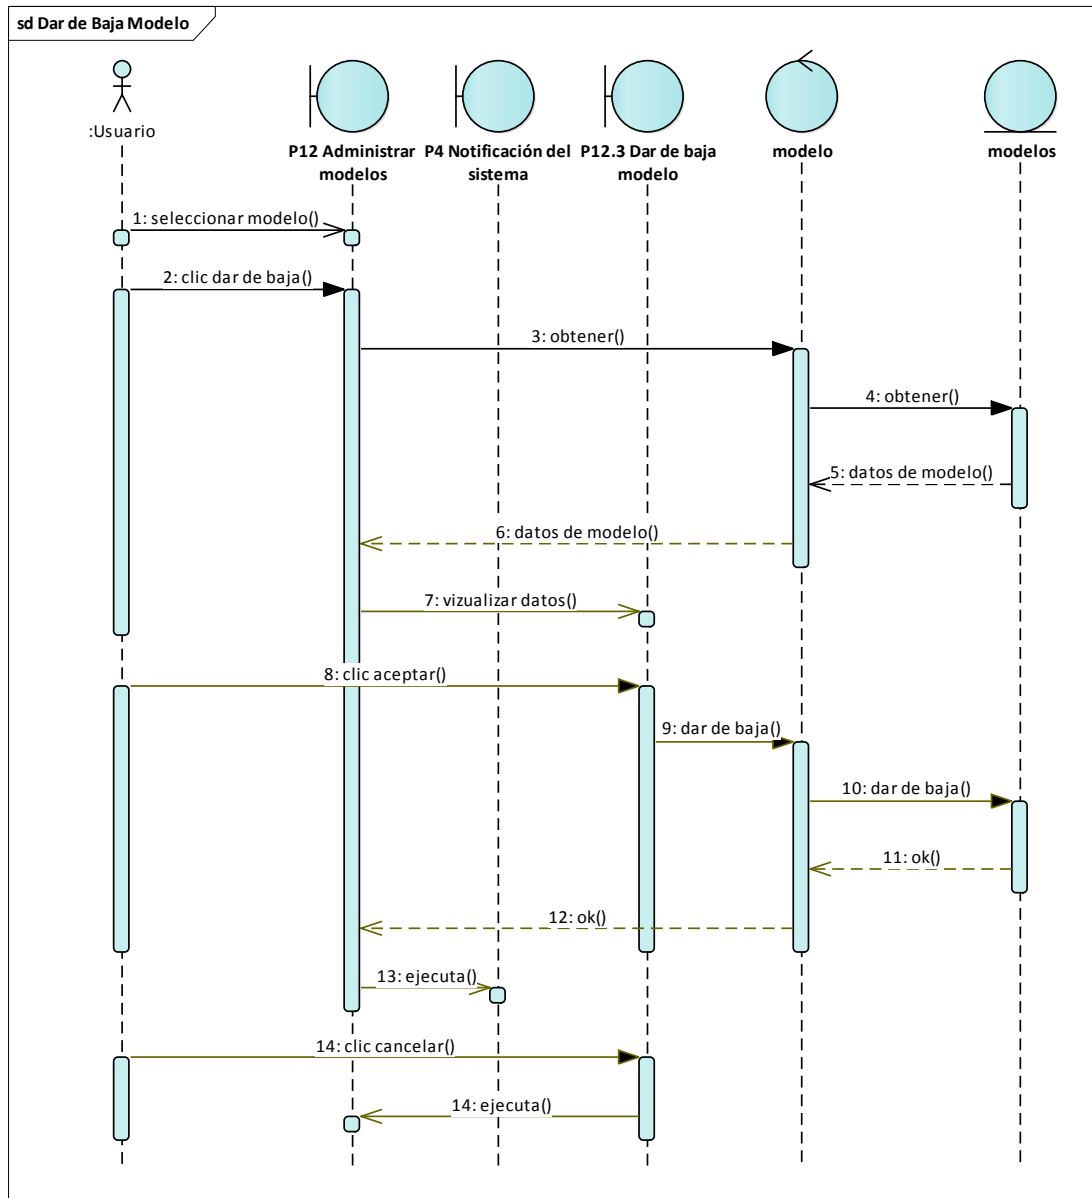 sd Dar de Baja Modelo
:Usuario
P12 Administrar
modelos
P4 Notificación del
sistema
P12.3 Dar de baja
modelo
modelo
modelos
1: seleccionar modelo()
2: clic dar de baja()
3: obtener()
4: obtener()
5: datos de modelo()
6: datos de modelo()
7: vizualizar datos()
8: clic aceptar()
9: dar de baja()
10: dar de baja()
11: ok()
12: ok()
13: ejecuta()
14: clic cancelar()
14: ejecuta()